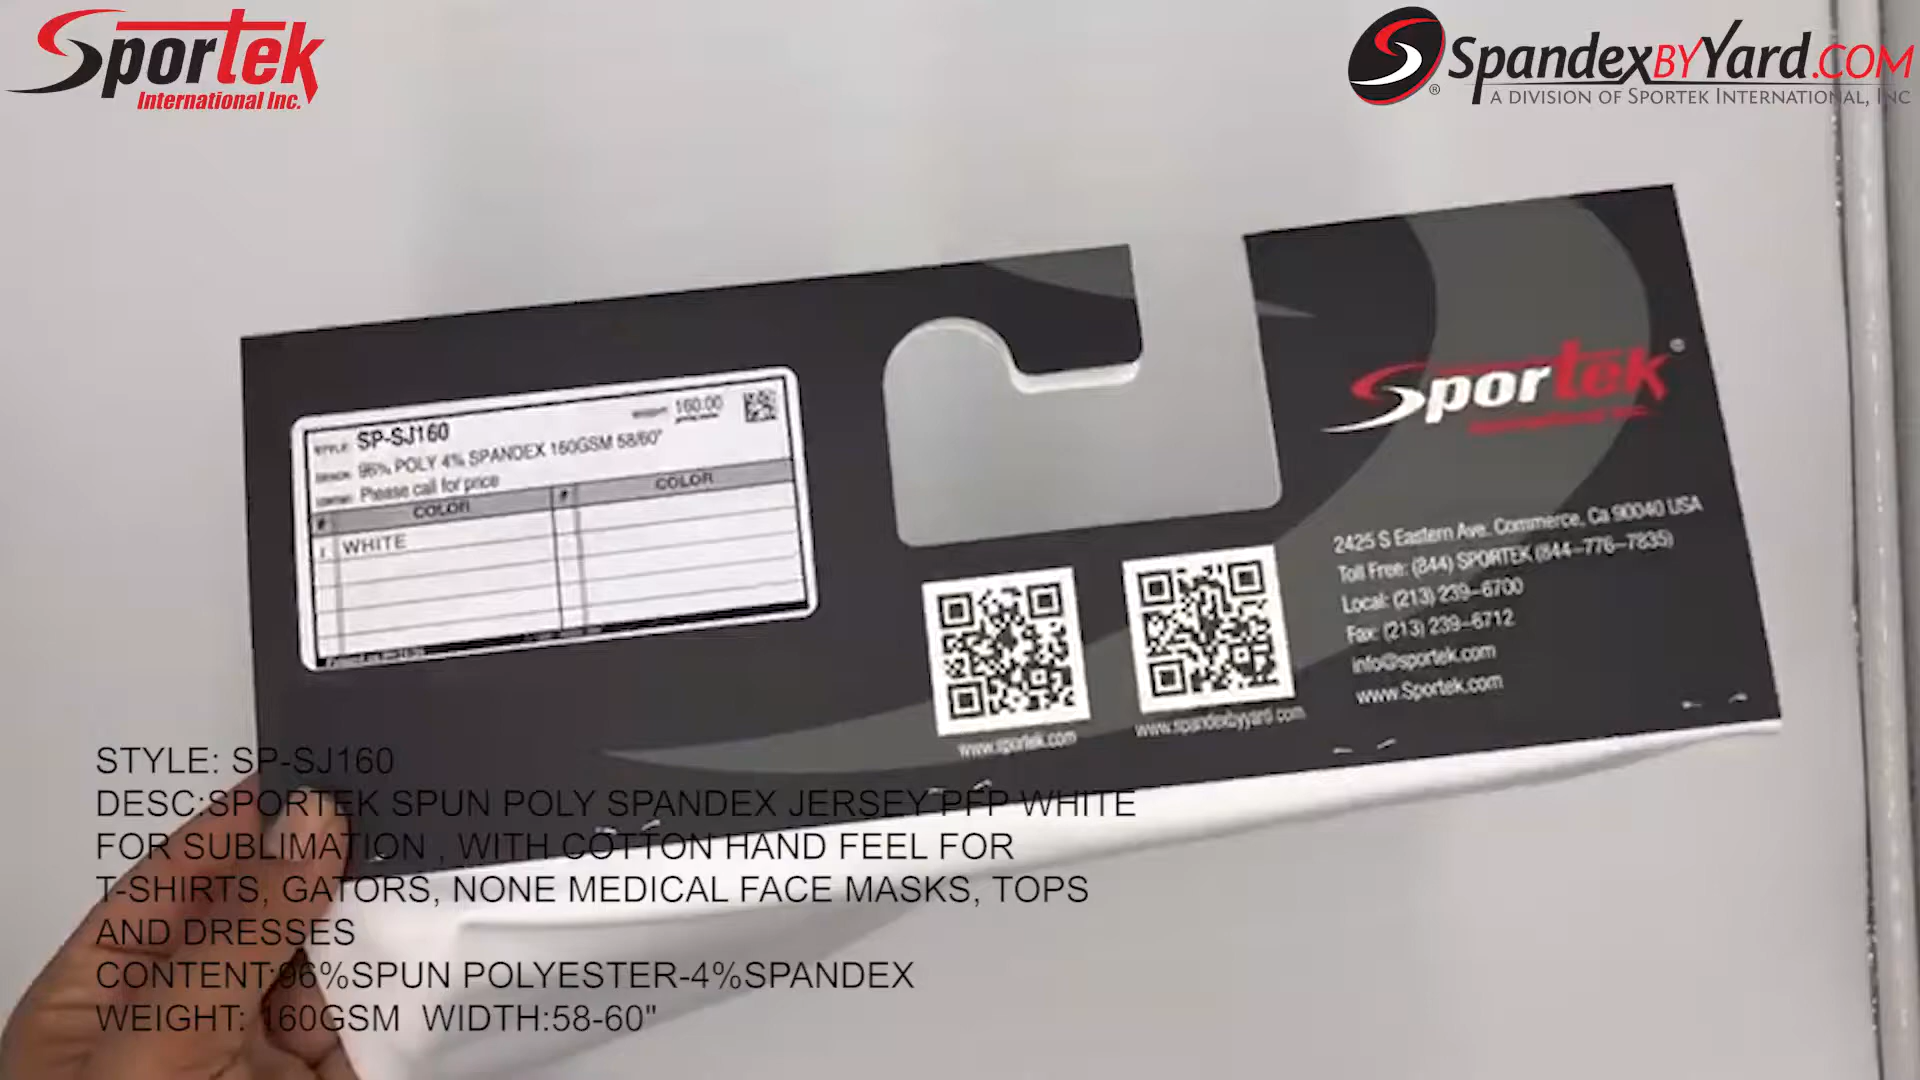 Sportek
International Inc.
SpandexByYard.com
®
A DIVISION OF SPORTEK INTERNATIONAL, INC
STYLE: SP-SJ160
160.00
96% POLY 4% SPANDEX 160GSM 58/60"
Please call for price
# COLOR # COLOR
1 WHITE
Sportek®
International Inc.
2425 S Eastern Ave. Commerce, Ca 90040 USA
Toll Free: (844) SPORTEK (844-776-7835)
Local: (213) 239-6700
Fax: (213) 239-6712
info@sportek.com
www.Sportek.com
www.sportek.com
www.spandexbyyard.com
STYLE: SP-SJ160
DESC:SPORTEK SPUN POLY SPANDEX JERSEY PFP WHITE
FOR SUBLIMATION , WITH COTTON HAND FEEL FOR
T-SHIRTS, GATORS, NONE MEDICAL FACE MASKS, TOPS
AND DRESSES
CONTENT:96%SPUN POLYESTER-4%SPANDEX
WEIGHT: 160GSM WIDTH:58-60"